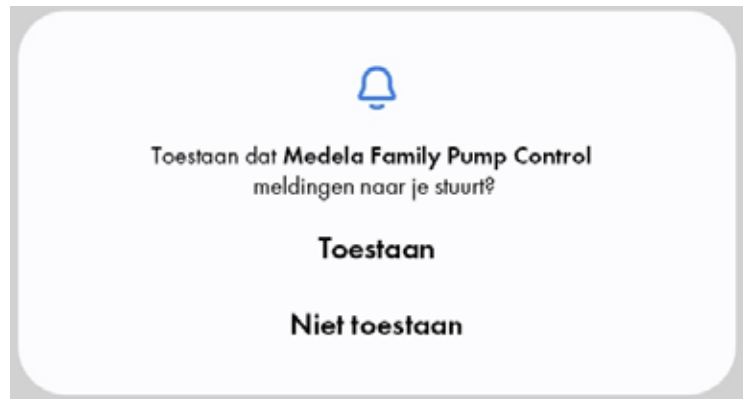 Toestaan dat Medela Family Pump Control
meldingen naar je stuurt?
Toestaan
Niet toestaan